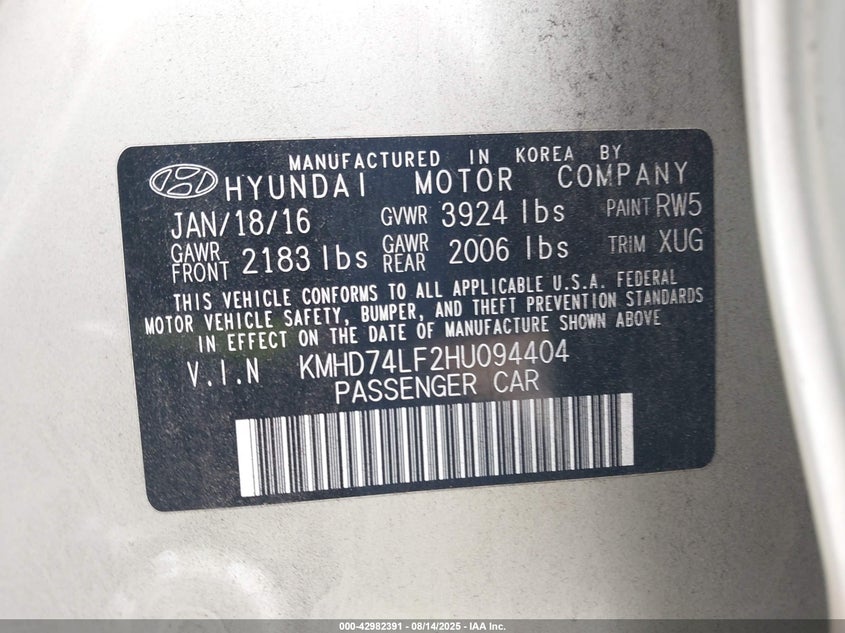 MANUFACTURED IN KOREA BY
HYUNDAI MOTOR COMPANY
JAN/18/16 GVWR 3924 lbs PAINT RW5
GAWR FRONT 2183 lbs GAWR REAR 2006 lbs TRIM XUG
THIS VEHICLE CONFORMS TO ALL APPLICABLE U.S.A. FEDERAL
MOTOR VEHICLE SAFETY, BUMPER, AND THEFT PREVENTION STANDARDS
IN EFFECT ON THE DATE OF MANUFACTURE SHOWN ABOVE
V.I.N KMHD74LF2HU094404
PASSENGER CAR
000-42982391 - 08/14/2025 - IAA Inc.